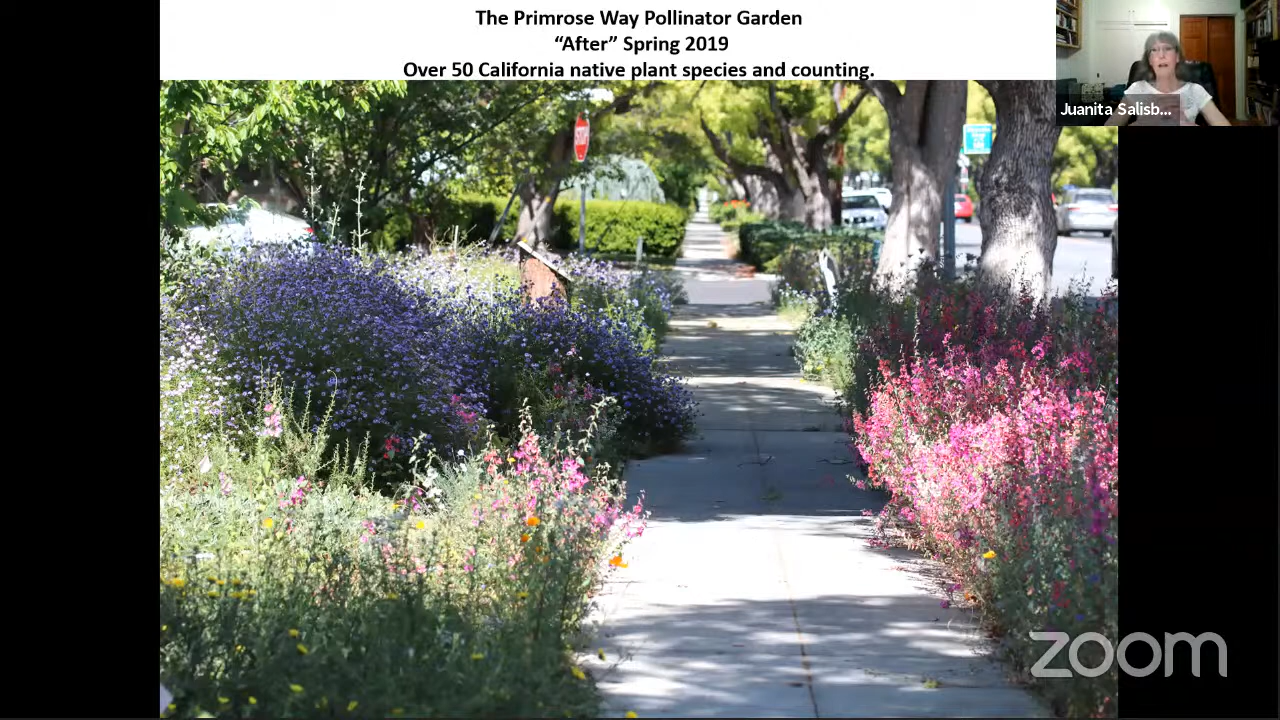 The Primrose Way Pollinator Garden
“After” Spring 2019
Over 50 California native plant species and counting.
Juanita Salisb...
STOP
zoom